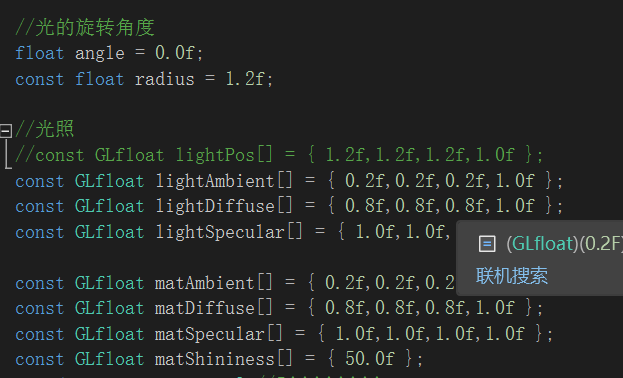 //光的旋转角度
float angle = 0.0f;
const float radius = 1.2f;
//光照
//const GLfloat lightPos[] = { 1.2f,1.2f,1.2f,1.0f };
const GLfloat lightAmbient[] = { 0.2f,0.2f,0.2f,1.0f };
const GLfloat lightDiffuse[] = { 0.8f,0.8f,0.8f,1.0f };
const GLfloat lightSpecular[] = { 1.0f,1.0f,
(GLfloat)(0.2F)
联机搜索
const GLfloat matAmbient[] = { 0.2f,0.2f,0.2
const GLfloat matDiffuse[] = { 0.8f,0.8f,0.8f,1.0f };
const GLfloat matSpecular[] = { 1.0f,1.0f,1.0f,1.0f };
const GLfloat matShininess[] = { 50.0f };